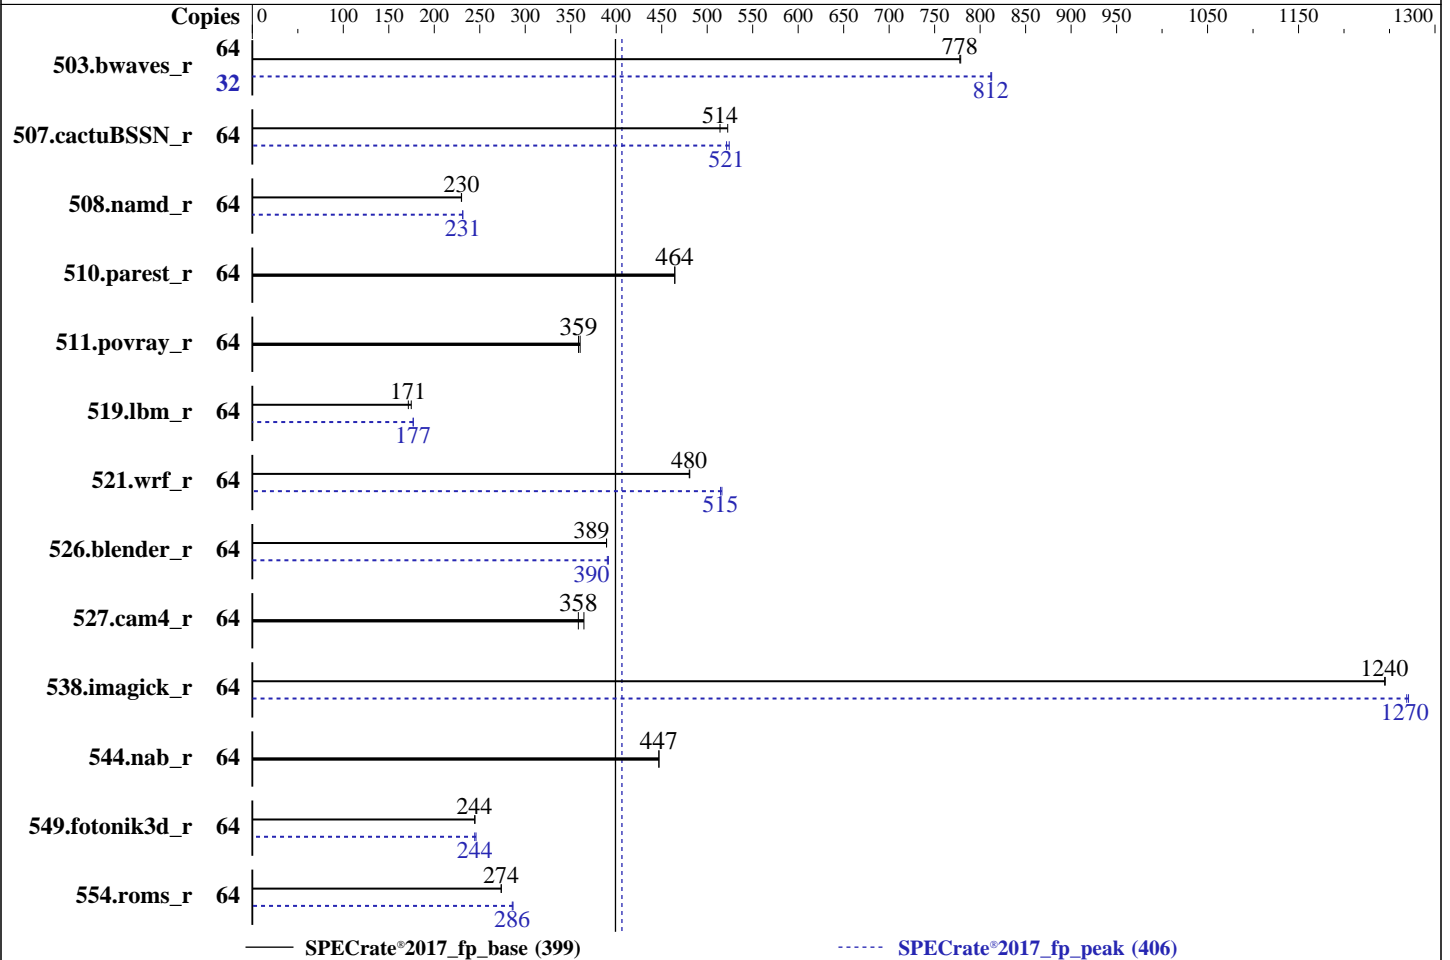 Copies 0 100 150 200 250 300 350 400 450 500 550 600 650 700 750 800 850 900 950 1050 1150 1300
503.bwaves_r 64 778
32 812
507.cactuBSSN_r 64 514
521
508.namd_r 64 230
231
510.parest_r 64 464
511.povray_r 64 359
519.lbm_r 64 171
177
521.wrf_r 64 480
515
526.blender_r 64 389
390
527.cam4_r 64 358
538.imagick_r 64 1240
1270
544.nab_r 64 447
549.fotonik3d_r 64 244
244
554.roms_r 64 274
286
SPECrate®2017_fp_base (399) SPECrate®2017_fp_peak (406)